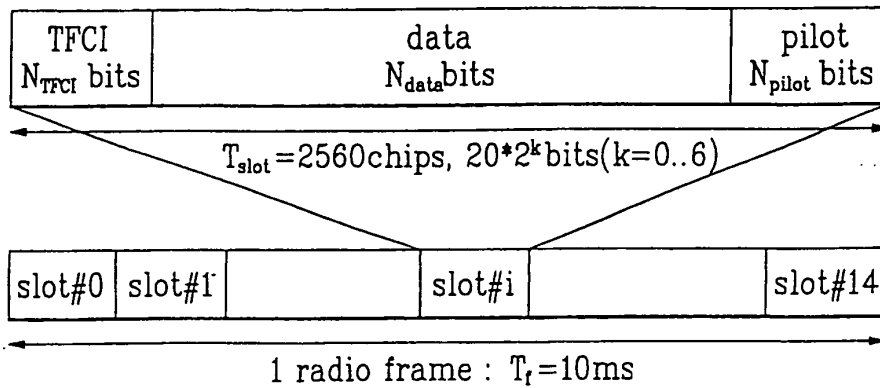 TFCI
N_TFCI bits
data
N_data bits
pilot
N_pilot bits
T_slot=2560chips, 20*2^k bits(k=0..6)
slot#0 slot#1 slot#i slot#14
1 radio frame : T_f=10ms